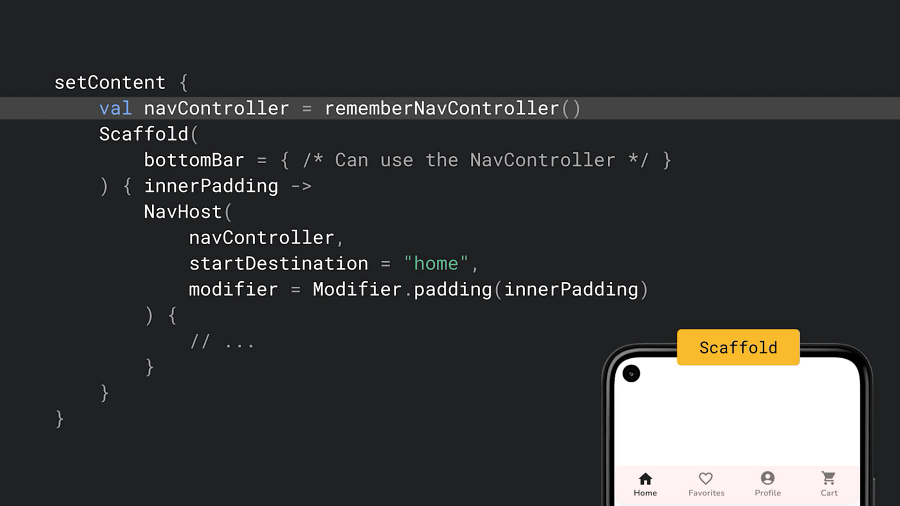 setContent {
val navController = rememberNavController()
Scaffold(
bottomBar = { /* Can use the NavController */ }
) { innerPadding ->
NavHost(
navController,
startDestination = "home",
modifier = Modifier.padding(innerPadding)
) {
// ...
}
}
}
Scaffold
Home Favorites Profile Cart